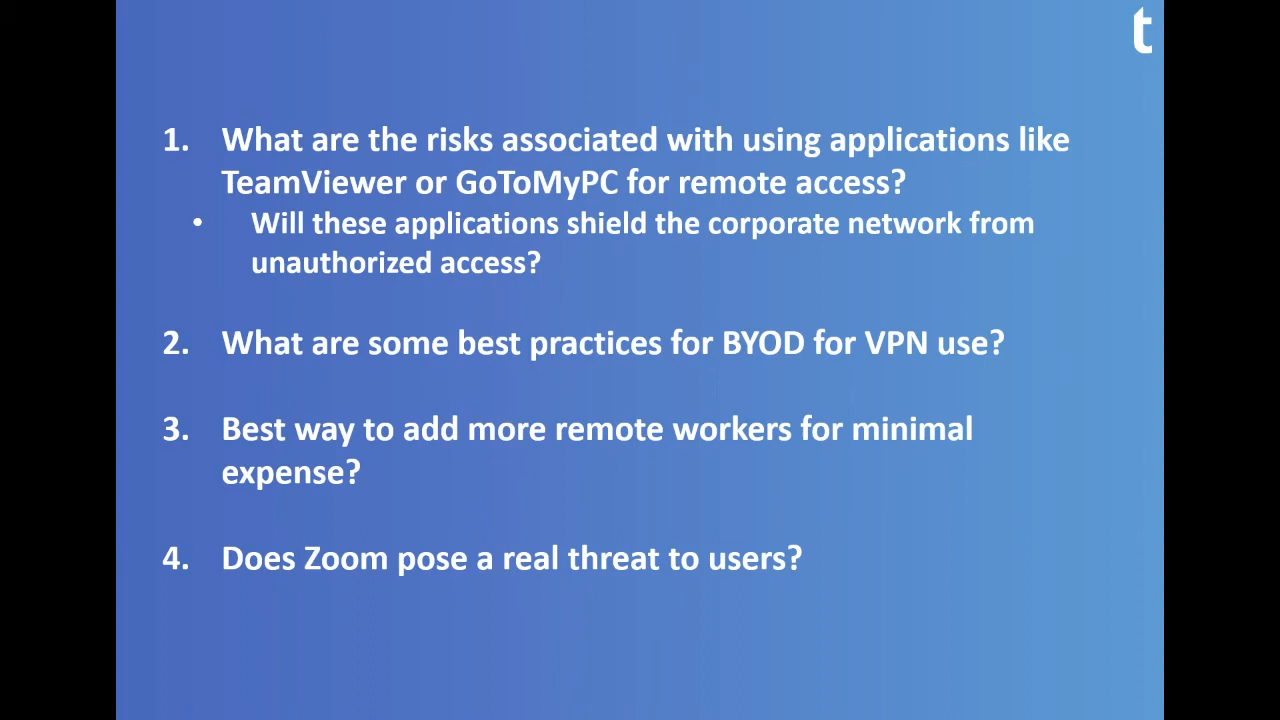 t
1. What are the risks associated with using applications like
TeamViewer or GoToMyPC for remote access?
• Will these applications shield the corporate network from
unauthorized access?
2. What are some best practices for BYOD for VPN use?
3. Best way to add more remote workers for minimal
expense?
4. Does Zoom pose a real threat to users?